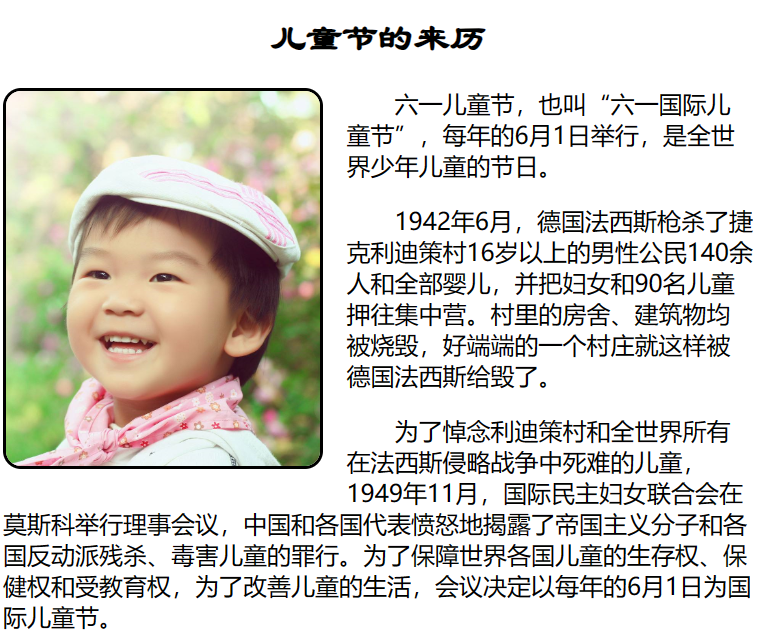 儿童节的来历
六一儿童节，也叫“六一国际儿
童节”，每年的6月1日举行，是全世
界少年儿童的节日。
1942年6月，德国法西斯枪杀了捷
克利迪策村16岁以上的男性公民140余
人和全部婴儿，并把妇女和90名儿童
押往集中营。村里的房舍、建筑物均
被烧毁，好端端的一个村庄就这样被
德国法西斯给毁了。
为了悼念利迪策村和全世界所有
在法西斯侵略战争中死难的儿童，
1949年11月，国际民主妇女联合会在
莫斯科举行理事会议，中国和各国代表愤怒地揭露了帝国主义分子和各
国反动派残杀、毒害儿童的罪行。为了保障世界各国儿童的生存权、保
健权和受教育权，为了改善儿童的生活，会议决定以每年的6月1日为国
际儿童节。